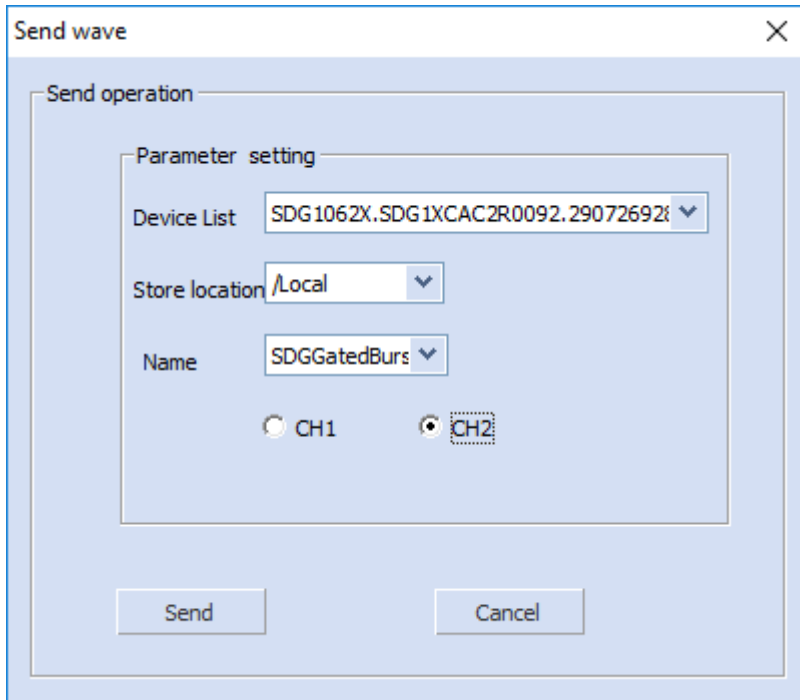 Send wave
Send operation
Parameter setting
Device List SDG1062X.SDG1XCAC2R0092.290726928
Store location /Local
Name SDGGatedBurs
CH1 CH2
Send Cancel